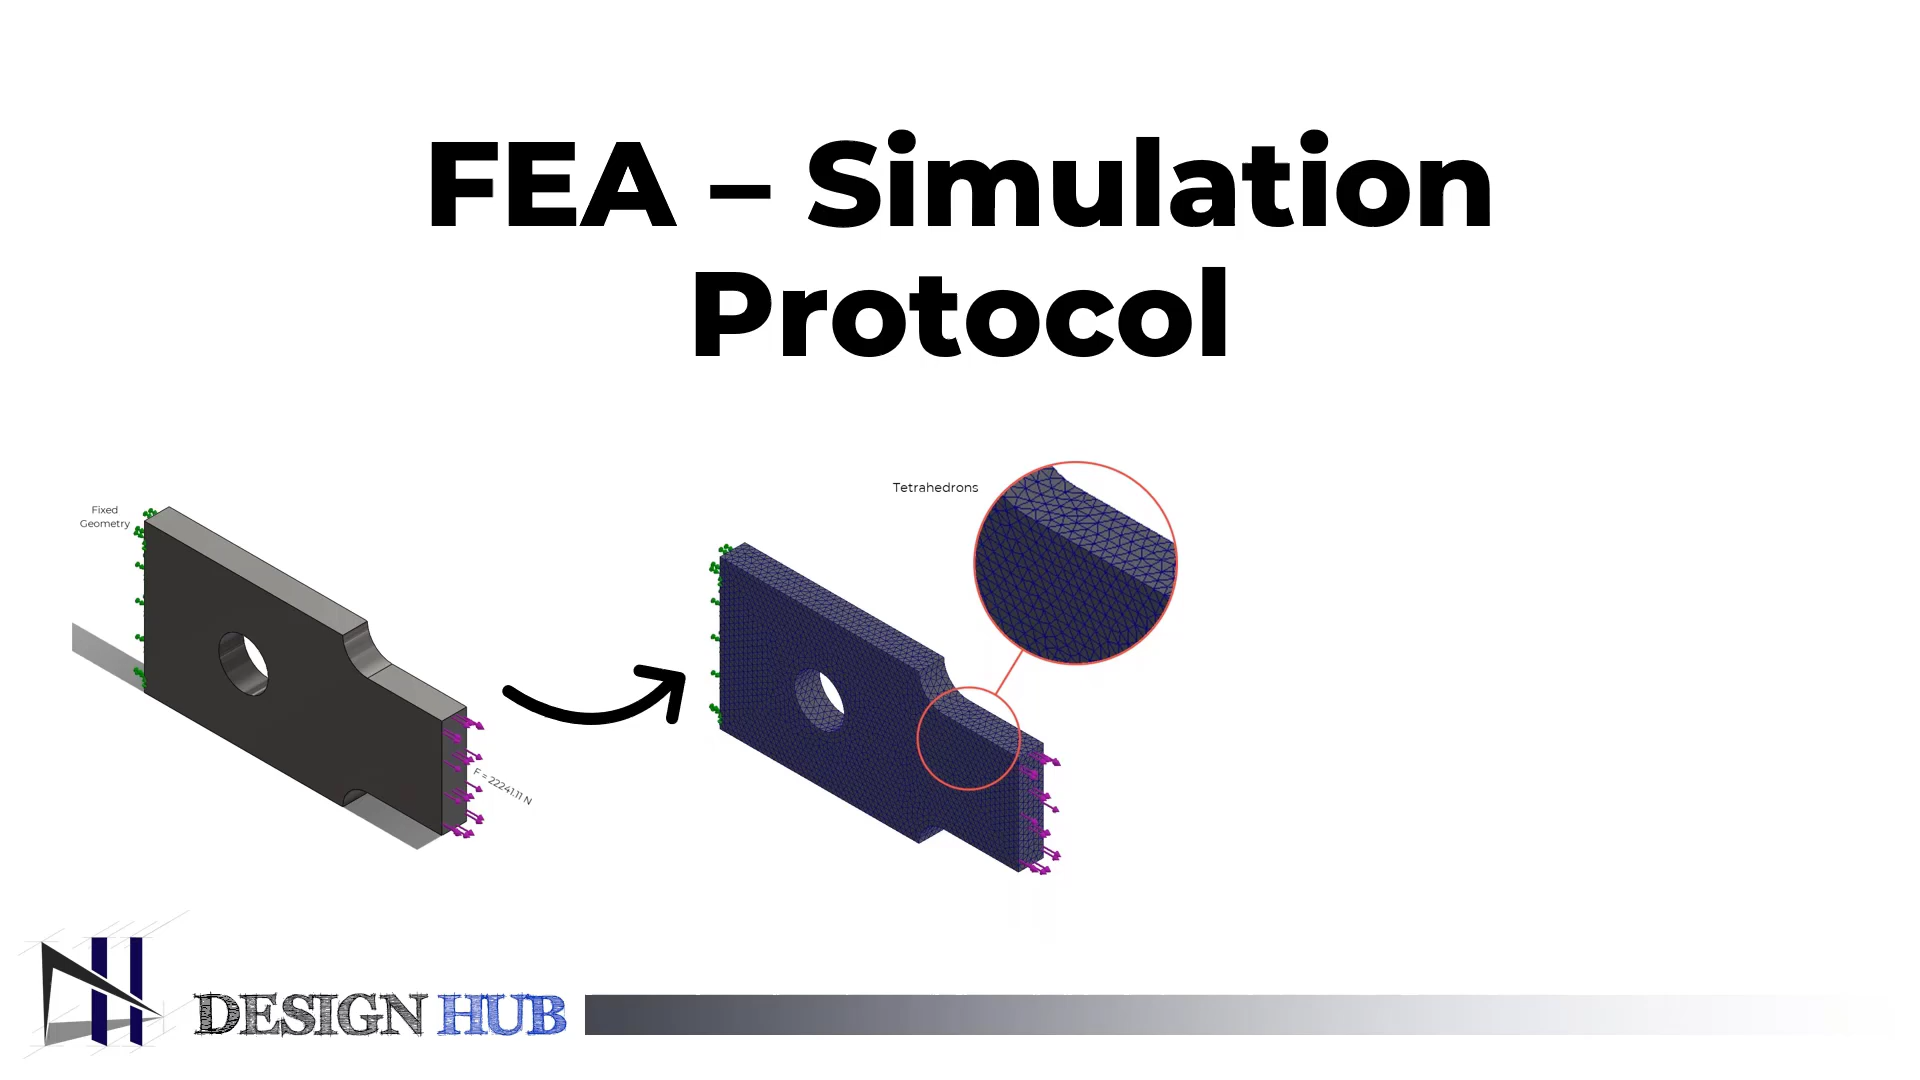 FEA – Simulation
Protocol
Tetrahedrons
Fixed
Geometry
F = 22241.11 N
DESIGN HUB